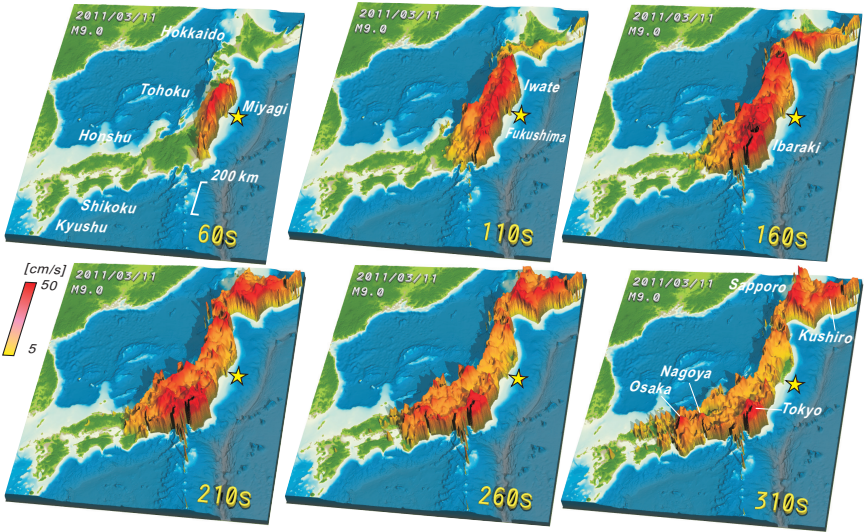 2011/03/11
M9.0
Hokkaido
Tohoku
Miyagi
Honshu
200 km
Shikoku
Kyushu
60s
2011/03/11
M9.0
Iwate
Fukushima
110s
2011/03/11
M9.0
Ibaraki
160s
[cm/s]
50
5
2011/03/11
M9.0
210s
2011/03/11
M9.0
260s
2011/03/11
M9.0
Sapporo
Kushiro
Nagoya
Osaka
Tokyo
310s